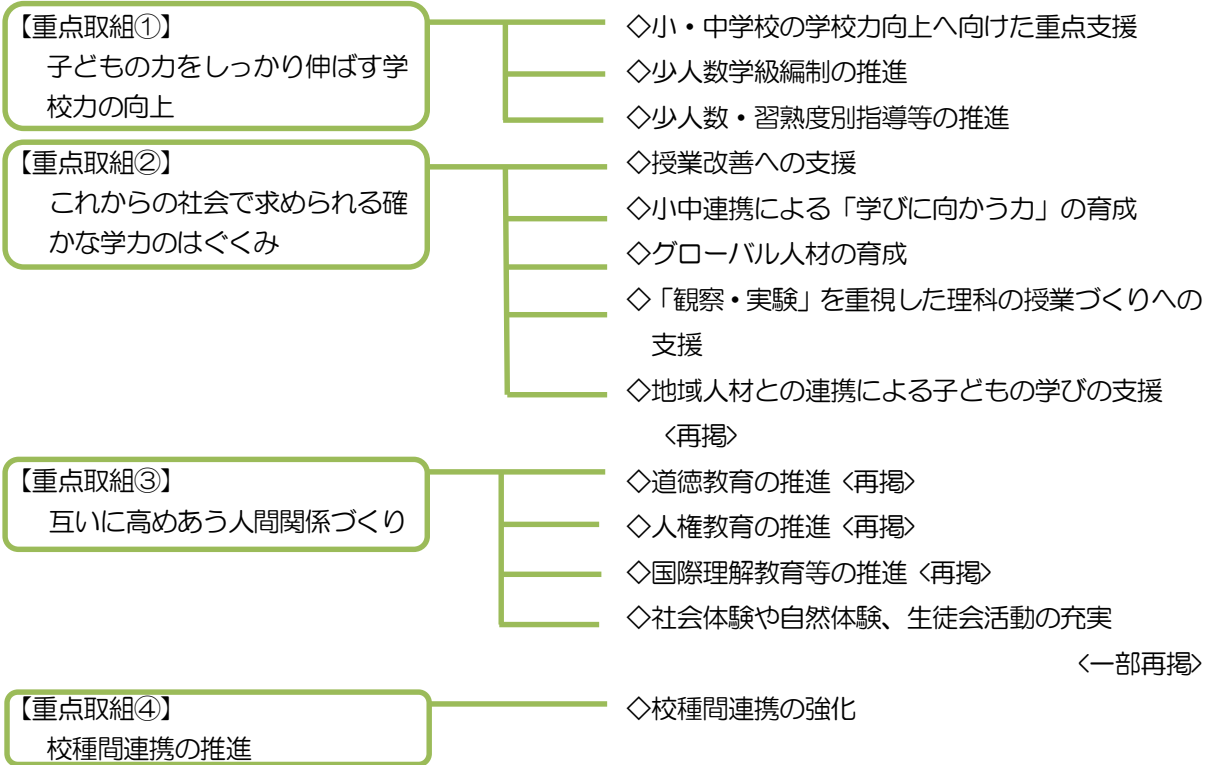 【重点取組①】
子どもの力をしっかり伸ばす学
校力の向上
◇小・中学校の学校力向上へ向けた重点支援
◇少人数学級編制の推進
◇少人数・習熟度別指導等の推進
【重点取組②】
これからの社会で求められる確
かな学力のはぐくみ
◇授業改善への支援
◇小中連携による「学びに向かう力」の育成
◇グローバル人材の育成
◇「観察・実験」を重視した理科の授業づくりへの
支援
◇地域人材との連携による子どもの学びの支援
〈再掲〉
【重点取組③】
互いに高めあう人間関係づくり
◇道徳教育の推進〈再掲〉
◇人権教育の推進〈再掲〉
◇国際理解教育等の推進〈再掲〉
◇社会体験や自然体験、生徒会活動の充実
〈一部再掲〉
【重点取組④】
校種間連携の推進
◇校種間連携の強化